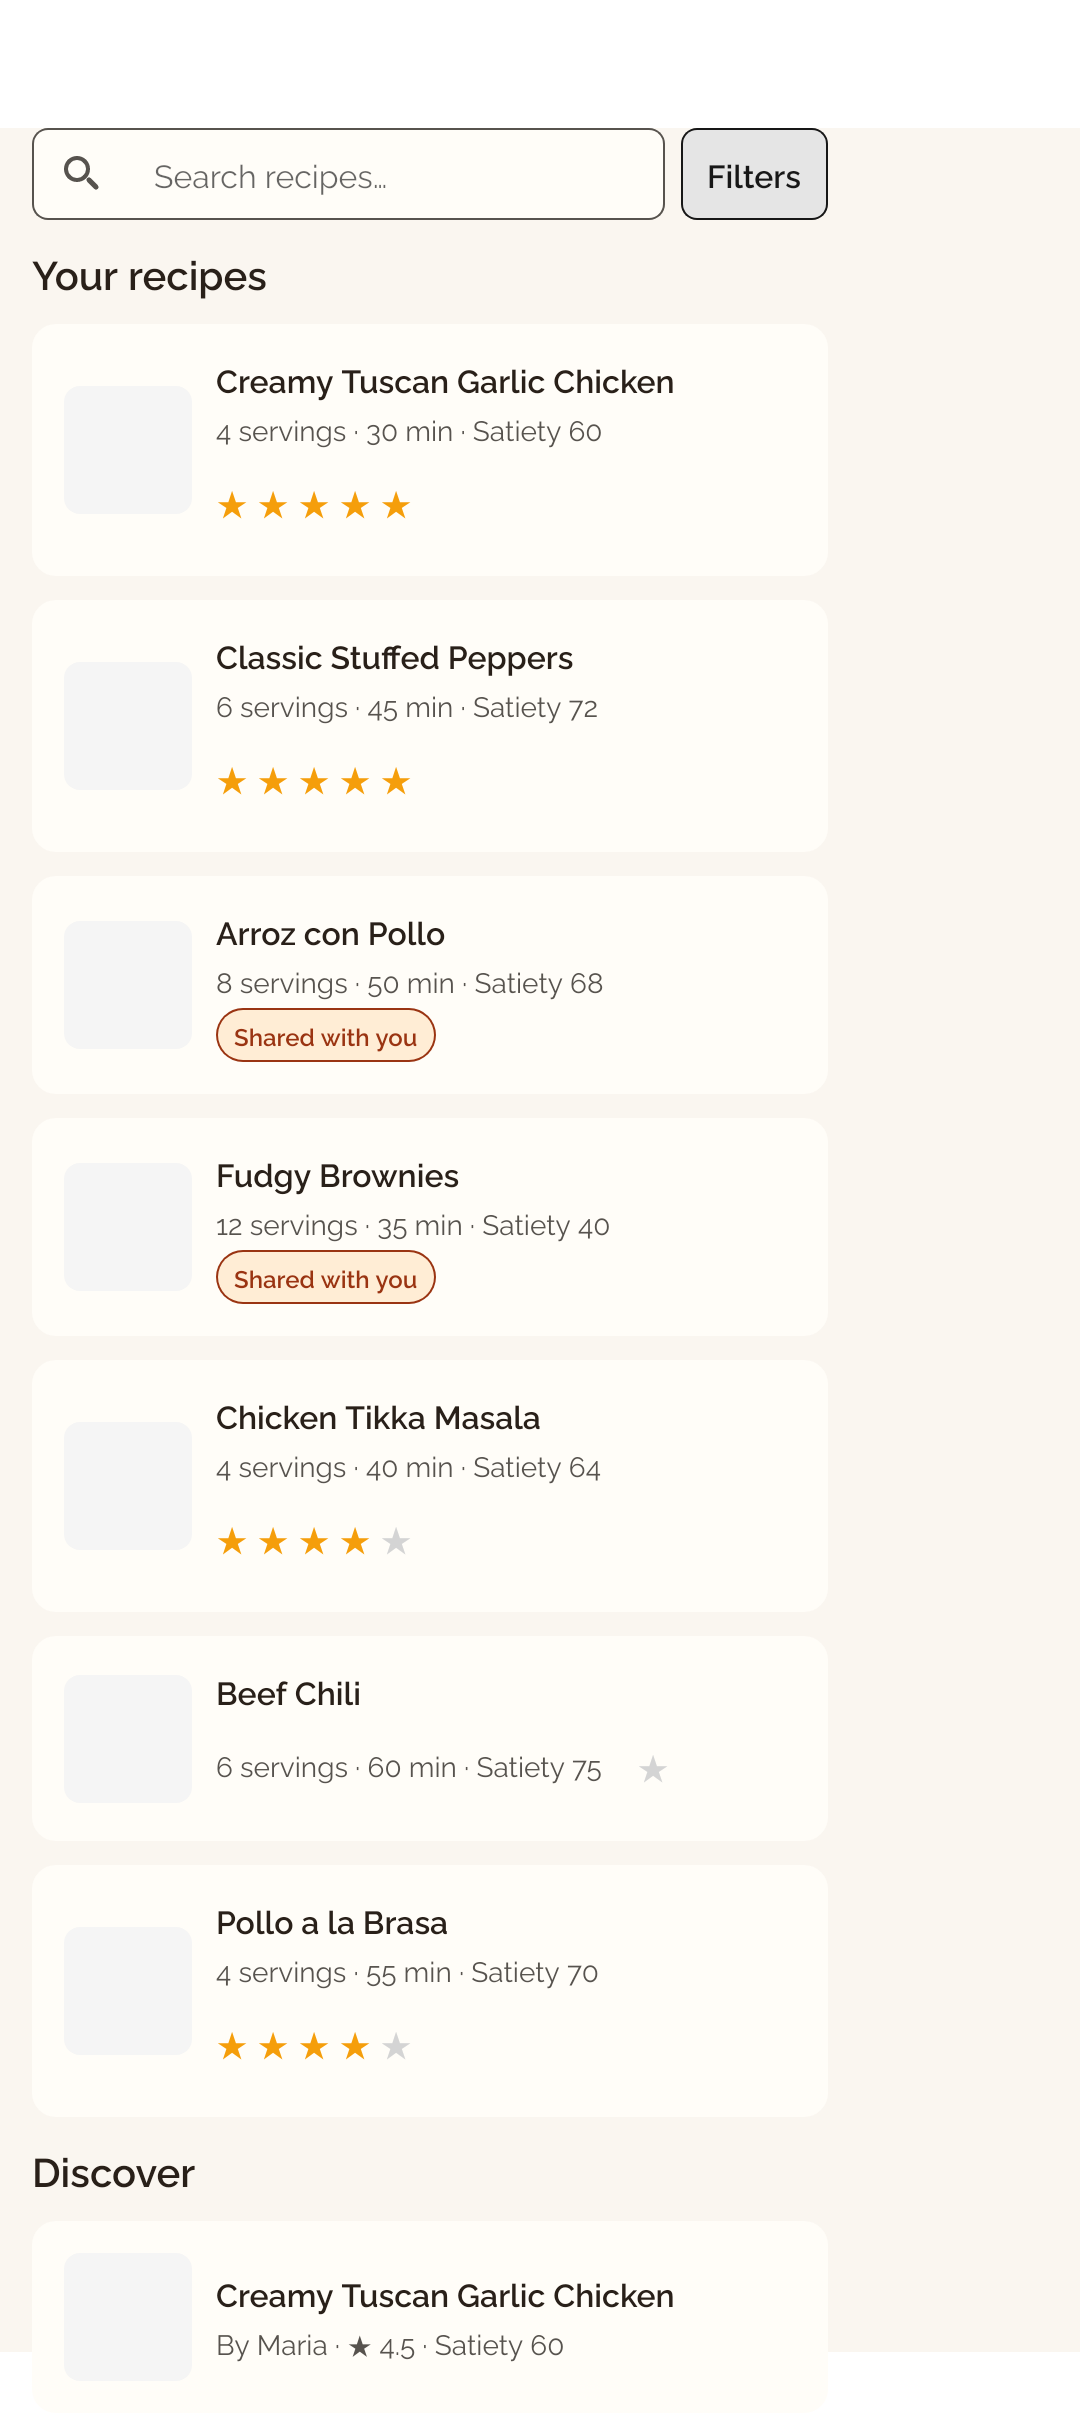 Search recipes…
Filters
Your recipes
Creamy Tuscan Garlic Chicken
4 servings · 30 min · Satiety 60
★ ★ ★ ★ ★
Classic Stuffed Peppers
6 servings · 45 min · Satiety 72
★ ★ ★ ★ ★
Arroz con Pollo
8 servings · 50 min · Satiety 68
Shared with you
Fudgy Brownies
12 servings · 35 min · Satiety 40
Shared with you
Chicken Tikka Masala
4 servings · 40 min · Satiety 64
★ ★ ★ ★ ★
Beef Chili
6 servings · 60 min · Satiety 75 ★
Pollo a la Brasa
4 servings · 55 min · Satiety 70
★ ★ ★ ★ ★
Discover
Creamy Tuscan Garlic Chicken
By Maria · ★ 4.5 · Satiety 60